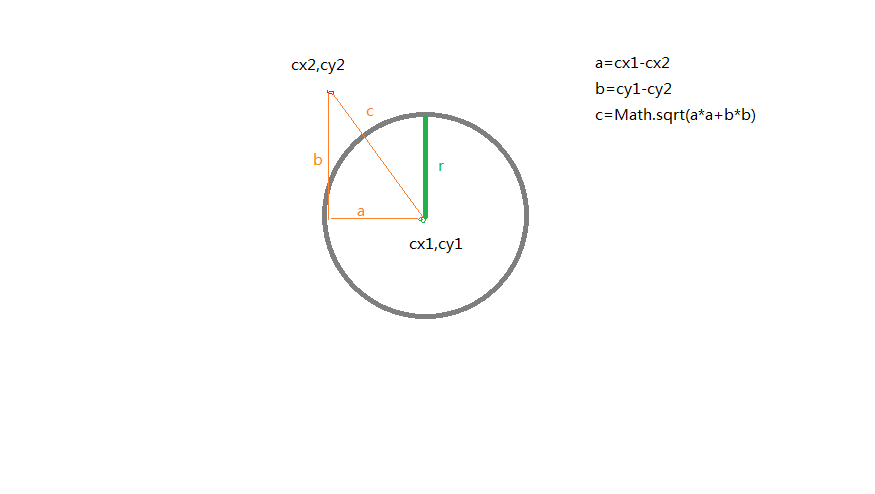 cx2,cy2
a=cx1-cx2
b=cy1-cy2
c=Math.sqrt(a*a+b*b)
c
b
r
a
cx1,cy1